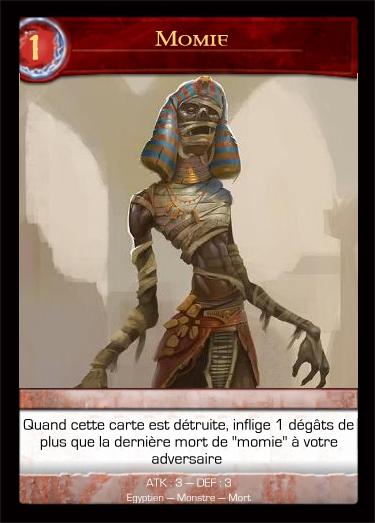 1
Momie
Quand cette carte est détruite, inflige 1 dégâts de
plus que la dernière mort de "momie" à votre
adversaire
ATK : 3 — DEF : 3
Egyptien — Monstre — Mort